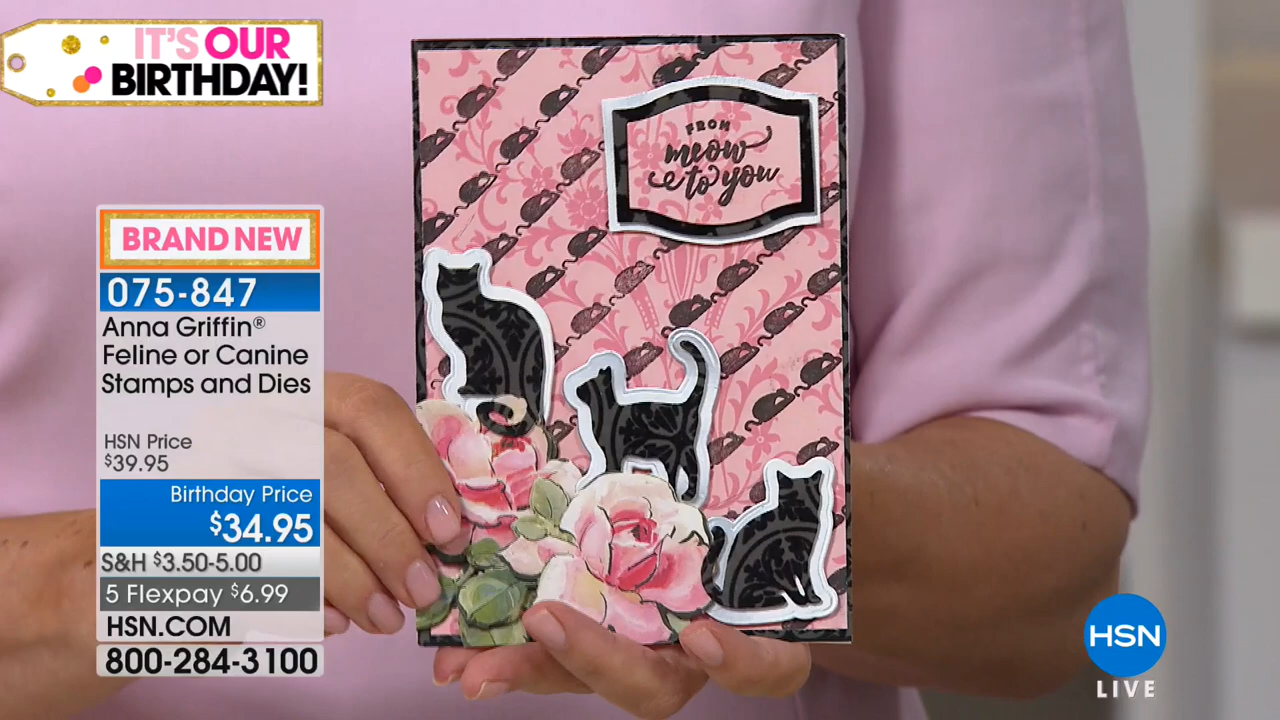 IT'S OUR
BIRTHDAY!
FROM
meow
to you
BRAND NEW
075-847
Anna Griffin®
Feline or Canine
Stamps and Dies
HSN Price
$39.95
Birthday Price
$34.95
S&H $3.50-5.00
5 Flexpay $6.99
HSN.COM
800-284-3100
HSN
LIVE